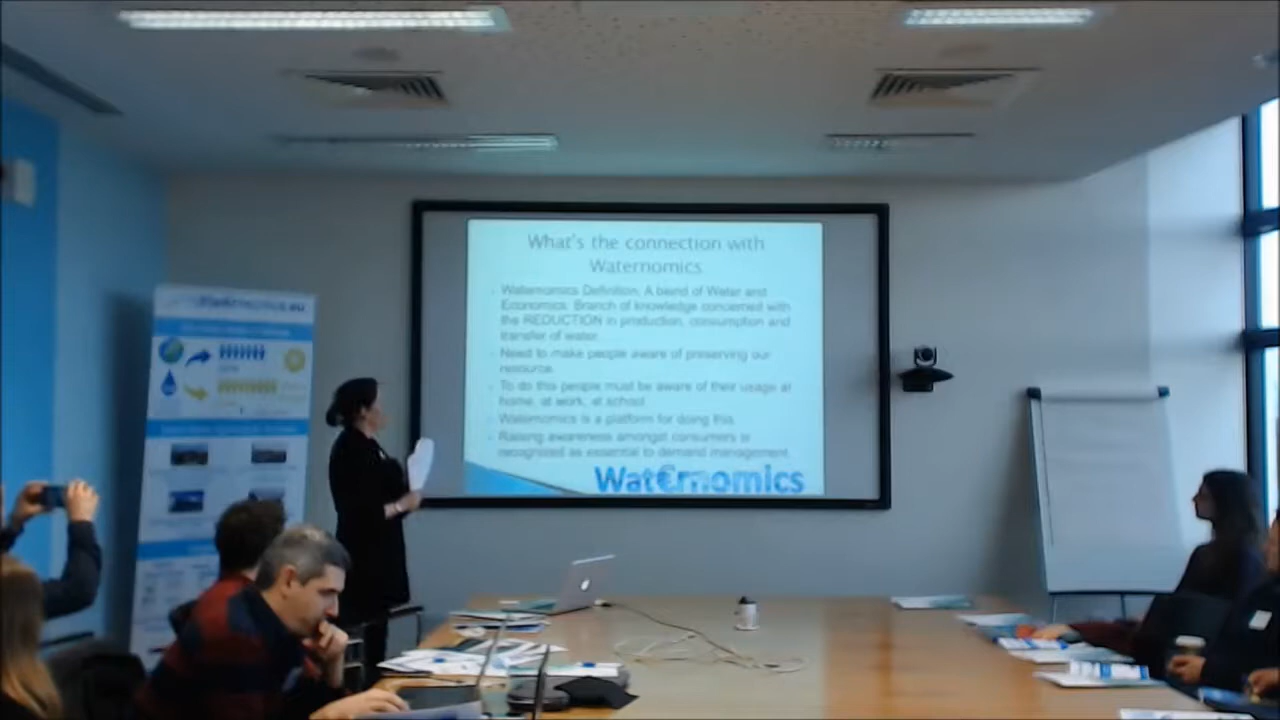 What's the connection with
Waternomics
Waternomics Definition: A blend of Water and
Economics. Branch of knowledge concerned with
the REDUCTION in production, consumption and
transfer of water.
Need to make people aware of preserving our
resource.
To do this people must be aware of their usage at
home, at work, at school
Waternomics is a platform for doing this.
Raising awareness amongst consumers is
recognized as essential to demand management.
Wat€rnomics